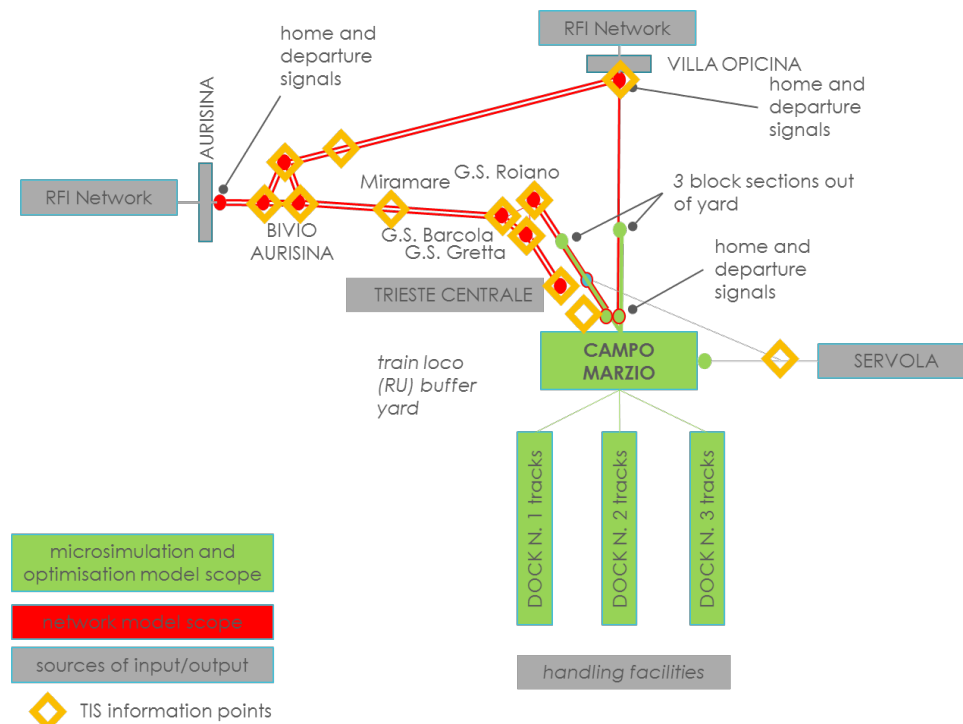 RFI Network
home and
departure
signals
VILLA OPICINA
home and
departure
signals
AURISINA
RFI Network
BIVIO
AURISINA
Miramare
G.S. Roiano
G.S. Barcola
G.S. Gretta
3 block sections out
of yard
home and
departure
signals
TRIESTE CENTRALE
CAMPO
MARZIO
SERVOLA
train loco
(RU) buffer
yard
DOCK N. 1 tracks
DOCK N. 2 tracks
DOCK N. 3 tracks
microsimulation and
optimisation model scope
network model scope
sources of input/output
handling facilities
TIS information points